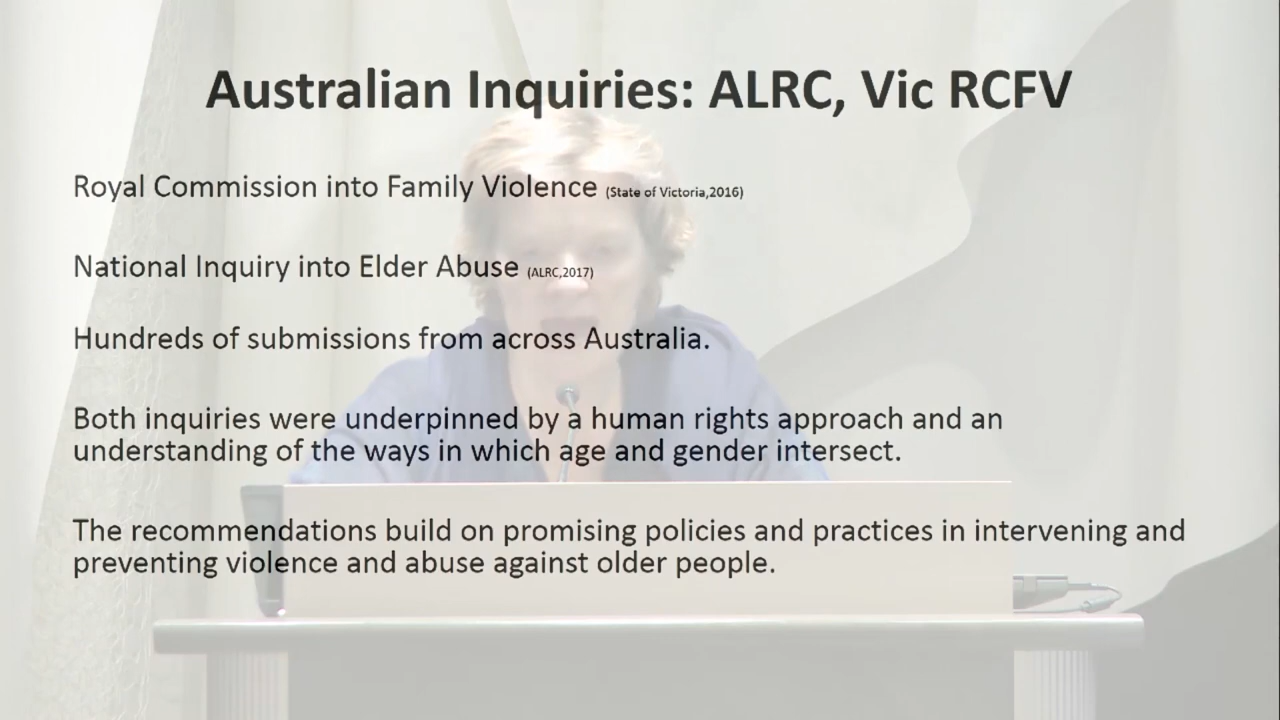 Australian Inquiries: ALRC, Vic RCFV
Royal Commission into Family Violence (State of Victoria,2016)
National Inquiry into Elder Abuse (ALRC,2017)
Hundreds of submissions from across Australia.
Both inquiries were underpinned by a human rights approach and an
understanding of the ways in which age and gender intersect.
The recommendations build on promising policies and practices in intervening and
preventing violence and abuse against older people.